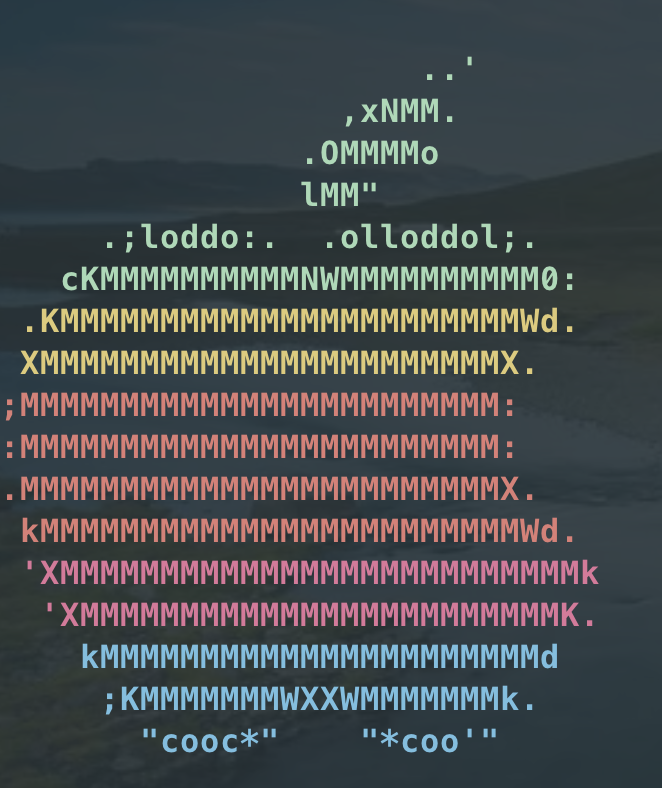 ..'
                 ,xNMM.
               .OMMMMo
               lMM"
     .;loddo:.  .olloddol;.
   cKMMMMMMMMMMNWMMMMMMMMMM0:
 .KMMMMMMMMMMMMMMMMMMMMMMMWd.
 XMMMMMMMMMMMMMMMMMMMMMMMX.
;MMMMMMMMMMMMMMMMMMMMMMMM:
:MMMMMMMMMMMMMMMMMMMMMMMM:
.MMMMMMMMMMMMMMMMMMMMMMMMX.
 kMMMMMMMMMMMMMMMMMMMMMMMMWd.
 'XMMMMMMMMMMMMMMMMMMMMMMMMMMk
  'XMMMMMMMMMMMMMMMMMMMMMMMMK.
    kMMMMMMMMMMMMMMMMMMMMMMd
     ;KMMMMMMMWXXWMMMMMMMk.
       "cooc*"    "*coo'"